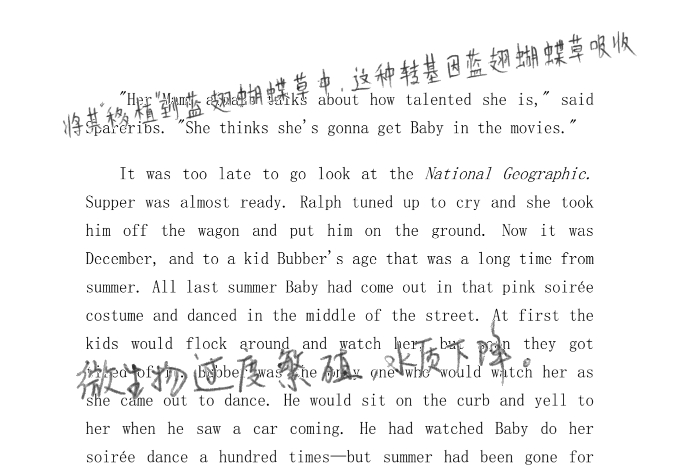 将其"移植"到蓝翅蝴蝶草中，这种转基因蓝翅蝴蝶草吸收
"Her Mama always talks about how talented she is," said
Spareribs. "She thinks she's gonna get Baby in the movies."
It was too late to go look at the National Geographic.
Supper was almost ready. Ralph tuned up to cry and she took
him off the wagon and put him on the ground. Now it was
December, and to a kid Bubber's age that was a long time from
summer. All last summer Baby had come out in that pink soirée
costume and danced in the middle of the street. At first the
kids would flock around and watch her, but soon they got
微生物过度繁殖，水质下降。
tired of it. Bubber was the only one who would watch her as
she came out to dance. He would sit on the curb and yell to
her when he saw a car coming. He had watched Baby do her
soirée dance a hundred times—but summer had been gone for